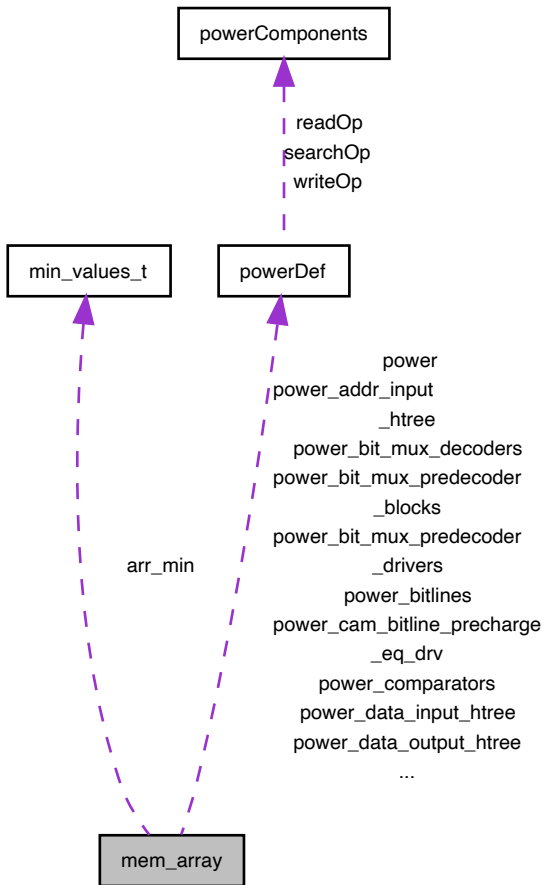 powerComponents
readOp
searchOp
writeOp
min_values_t
powerDef
power
power_addr_input
_htree
power_bit_mux_decoders
power_bit_mux_predecoder
_blocks
power_bit_mux_predecoder
_drivers
arr_min
power_bitlines
power_cam_bitline_precharge
_eq_drv
power_comparators
power_data_input_htree
power_data_output_htree
...
mem_array